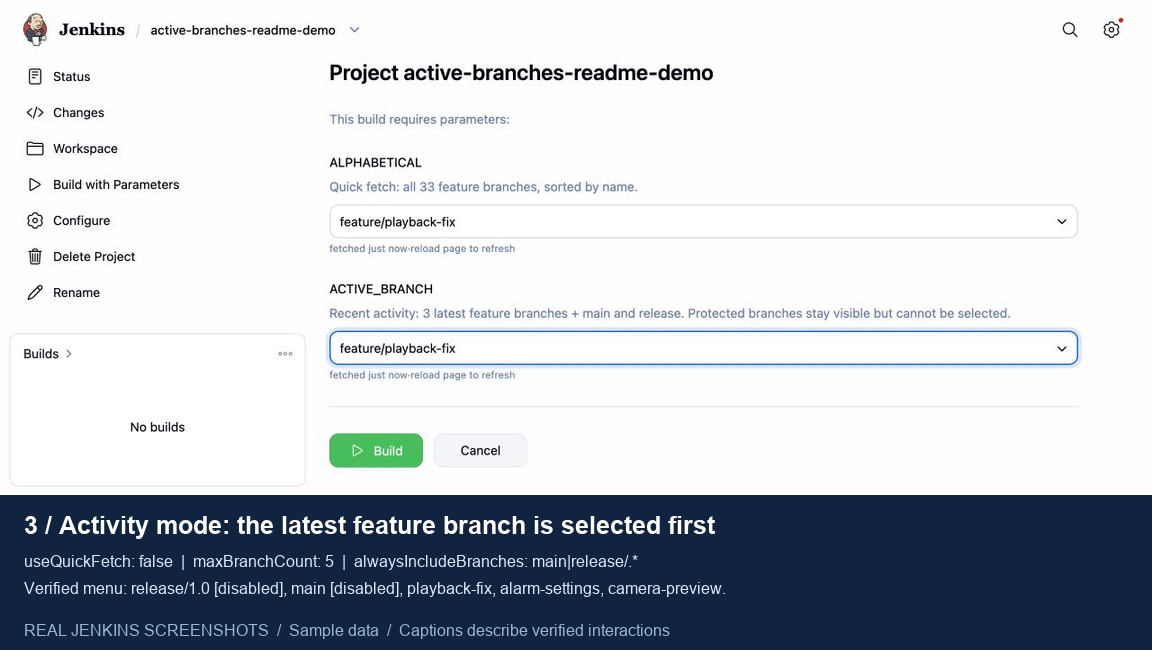 Jenkins / active-branches-readme-demo
Status
Changes
Workspace
Build with Parameters
Configure
Delete Project
Rename
Builds
No builds
Project active-branches-readme-demo
This build requires parameters:
ALPHABETICAL
Quick fetch: all 33 feature branches, sorted by name.
feature/playback-fix
fetched just now·reload page to refresh
ACTIVE_BRANCH
Recent activity: 3 latest feature branches + main and release. Protected branches stay visible but cannot be selected.
feature/playback-fix
fetched just now·reload page to refresh
Build
Cancel
3 / Activity mode: the latest feature branch is selected first
useQuickFetch: false | maxBranchCount: 5 | alwaysIncludeBranches: main|release/.*
Verified menu: release/1.0 [disabled], main [disabled], playback-fix, alarm-settings, camera-preview.
REAL JENKINS SCREENSHOTS / Sample data / Captions describe verified interactions